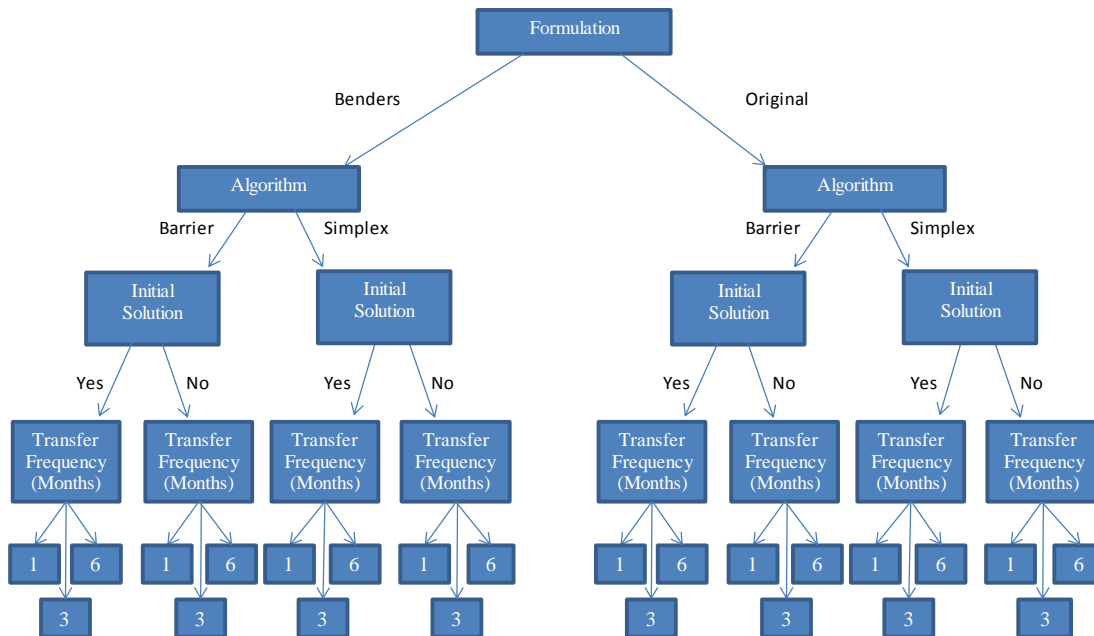 Formulation
Benders
Original
Algorithm
Algorithm
Barrier
Simplex
Barrier
Simplex
Initial
Solution
Initial
Solution
Initial
Solution
Initial
Solution
Yes
No
Yes
No
Yes
No
Yes
No
Transfer
Frequency
(Months)
Transfer
Frequency
(Months)
Transfer
Frequency
(Months)
Transfer
Frequency
(Months)
Transfer
Frequency
(Months)
Transfer
Frequency
(Months)
Transfer
Frequency
(Months)
Transfer
Frequency
(Months)
1
6
1
6
1
6
1
6
1
6
1
6
1
6
1
6
3
3
3
3
3
3
3
3